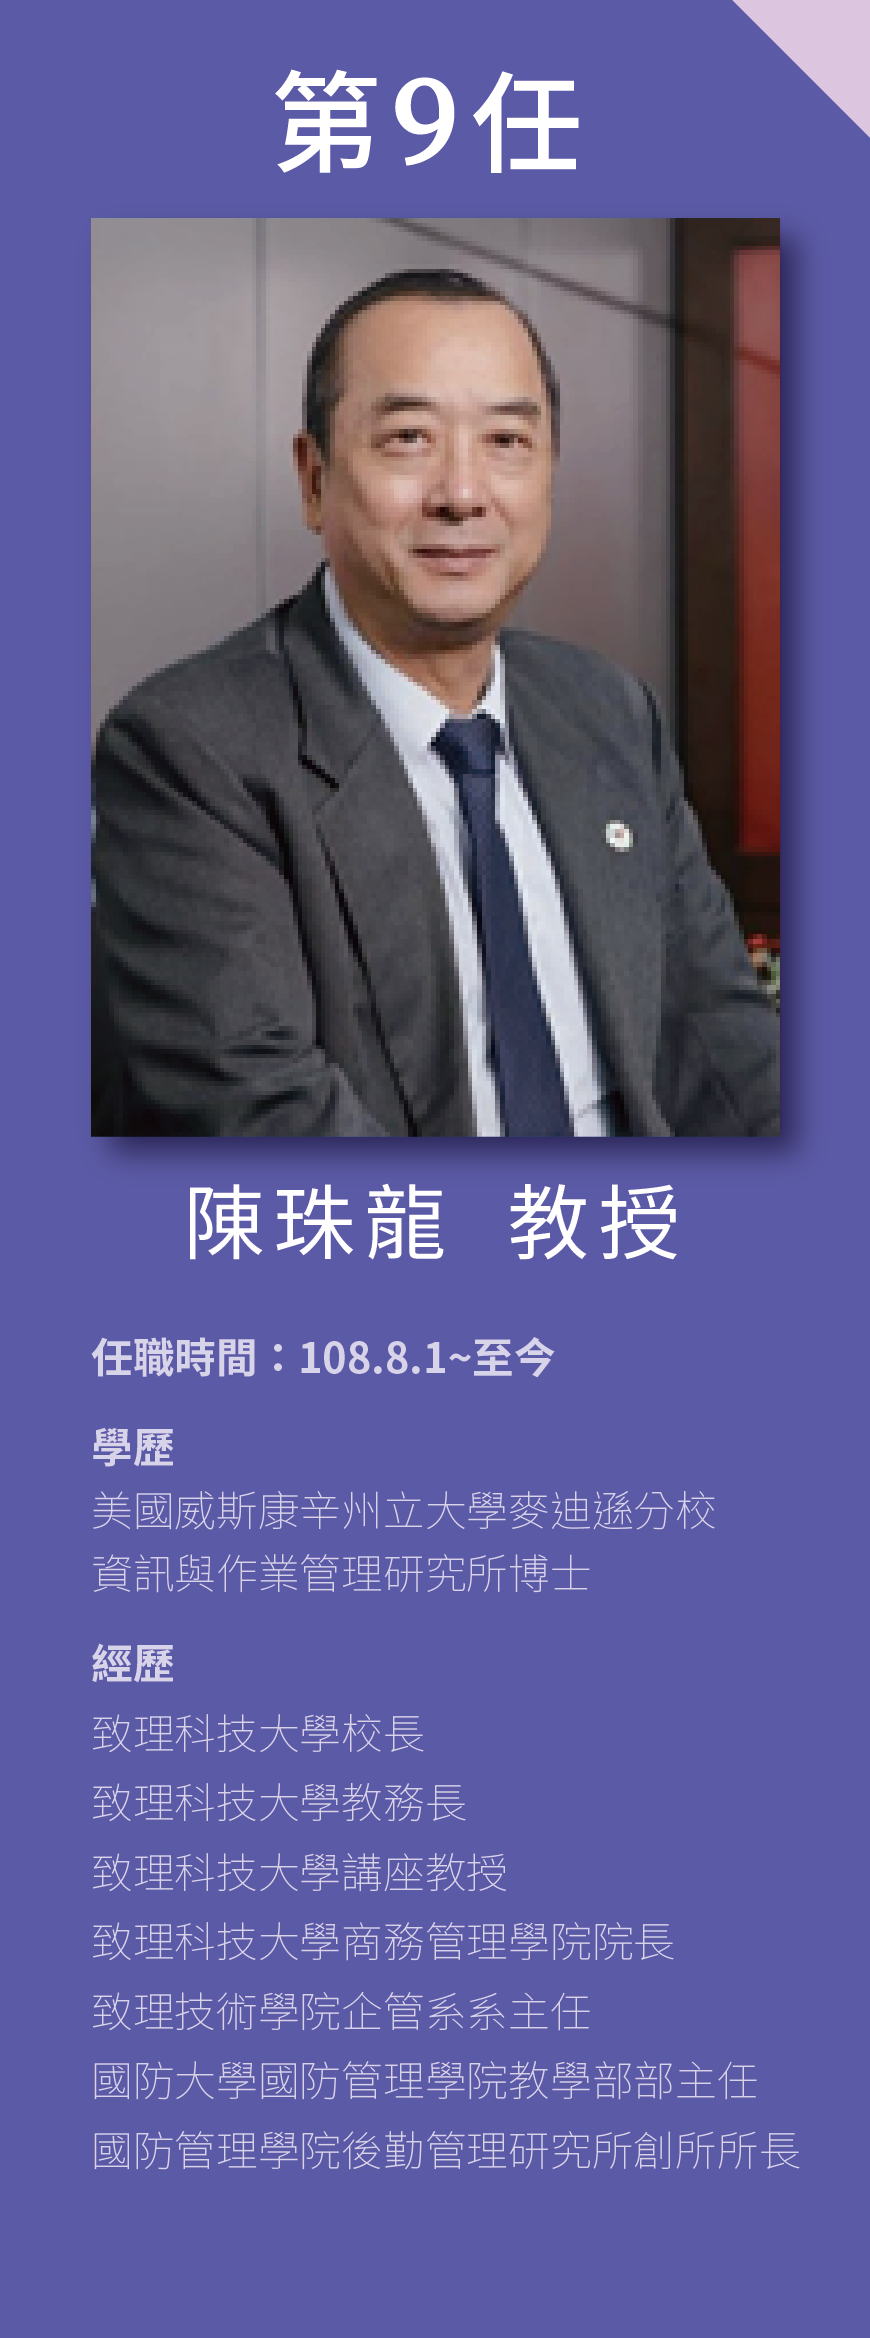 第9任
陳珠龍 教授
任職時間：108.8.1~至今
學歷
美國威斯康辛州立大學麥迪遜分校
資訊與作業管理研究所博士
經歷
致理科技大學校長
致理科技大學教務長
致理科技大學講座教授
致理科技大學商務管理學院院長
致理技術學院企管系系主任
國防大學國防管理學院教學部部主任
國防管理學院後勤管理研究所創所所長